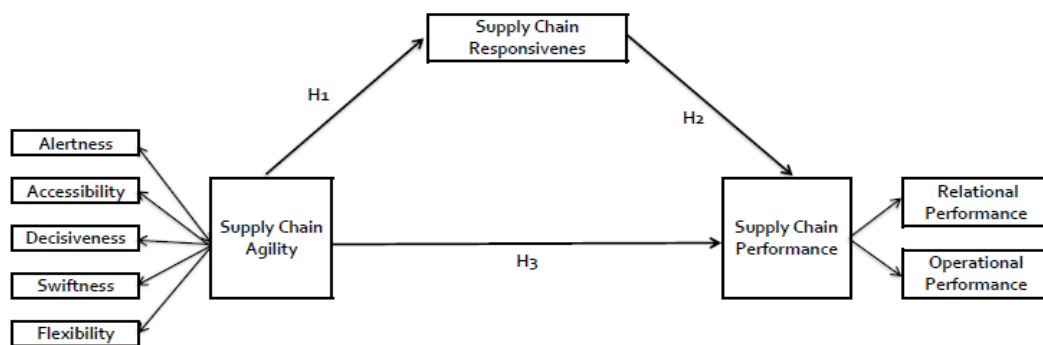 Supply Chain
Responsivenes
H1
H2
Alertness
Accessibility
Decisiveness
Swiftness
Flexibility
Supply Chain
Agility
H3
Supply Chain
Performance
Relational
Performance
Operational
Performance